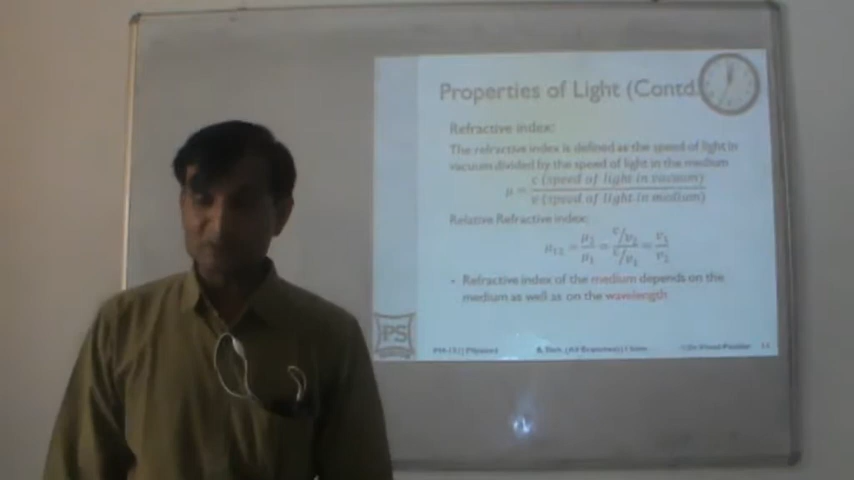 Properties of Light (Contd.
Refractive index:
The refractive index is defined as the speed of light in
vacuum divided by the speed of light in the medium
μ = c (speed of light in vacuum) / v (speed of light in medium)
Relative Refractive index:
μ₁₂ = μ₂/μ₁ = (c/v₂)/(c/v₁) = v₁/v₂
• Refractive index of the medium depends on the
medium as well as on the wavelength
PS
B. Tech. (All Branches)